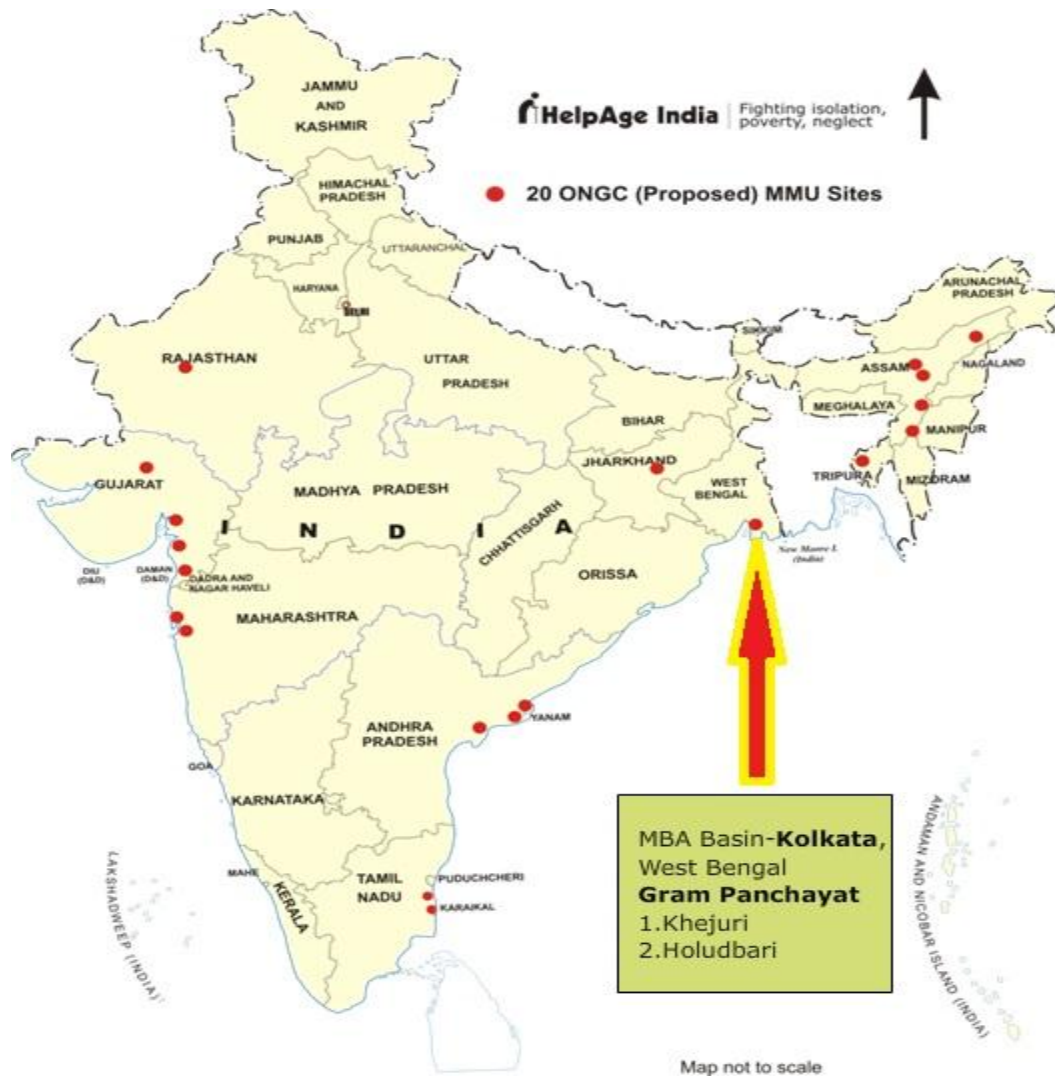 JAMMU
AND
KASHMIR
HelpAge India
Fighting isolation,
poverty, neglect
HIMACHAL
PRADESH
20 ONGC (Proposed) MMU Sites
PUNJAB
UTTARANCHAL
HARYANA
DELHI
ARUNACHAL
PRADESH
SIKKIM
RAJASTHAN
UTTAR
PRADESH
ASSAM
NAGALAND
MEGHALAYA
BIHAR
MANIPUR
JHARKHAND
GUJARAT
MADHYA PRADESH
WEST
BENGAL
TRIPURA
MIZORAM
INDIA
CHHATTISGARH
New Moore I.
(India)
DIU
(D&D)
DAMAN
(D&D)
DADRA AND
NAGAR HAVELI
ORISSA
MAHARASHTRA
YANAM
ANDHRA
PRADESH
GOA
KARNATAKA
MBA Basin-Kolkata,
West Bengal
Gram Panchayat
1.Khejuri
2.Holudbari
MAHE
KERALA
TAMIL
NADU
PUDUCHCHERI
KARAIKAL
LAKSHADWEEP (INDIA)
ANDAMAN AND NICOBAR ISLAND (INDIA)
Map not to scale